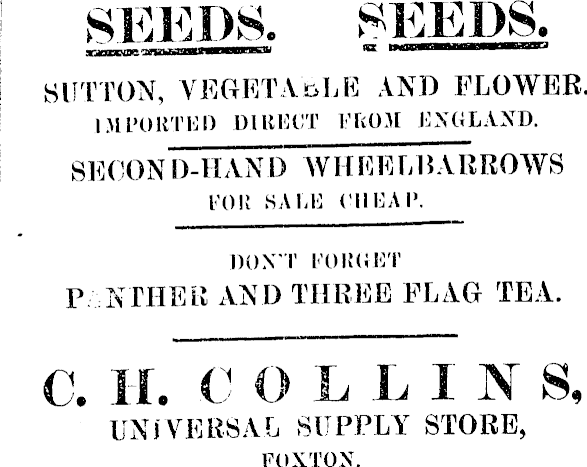 SEEDS. SEEDS.
SUTTON, VEGETABLE AND FLOWER.
IMPORTED DIRECT FROM ENGLAND.
SECOND-HAND WHEELBARROWS
FOR SALE CHEAP.
DON'T FORGET
PANTHER AND THREE FLAG TEA.
C. H. COLLINS,
UNIVERSAL SUPPLY STORE,
FOXTON.